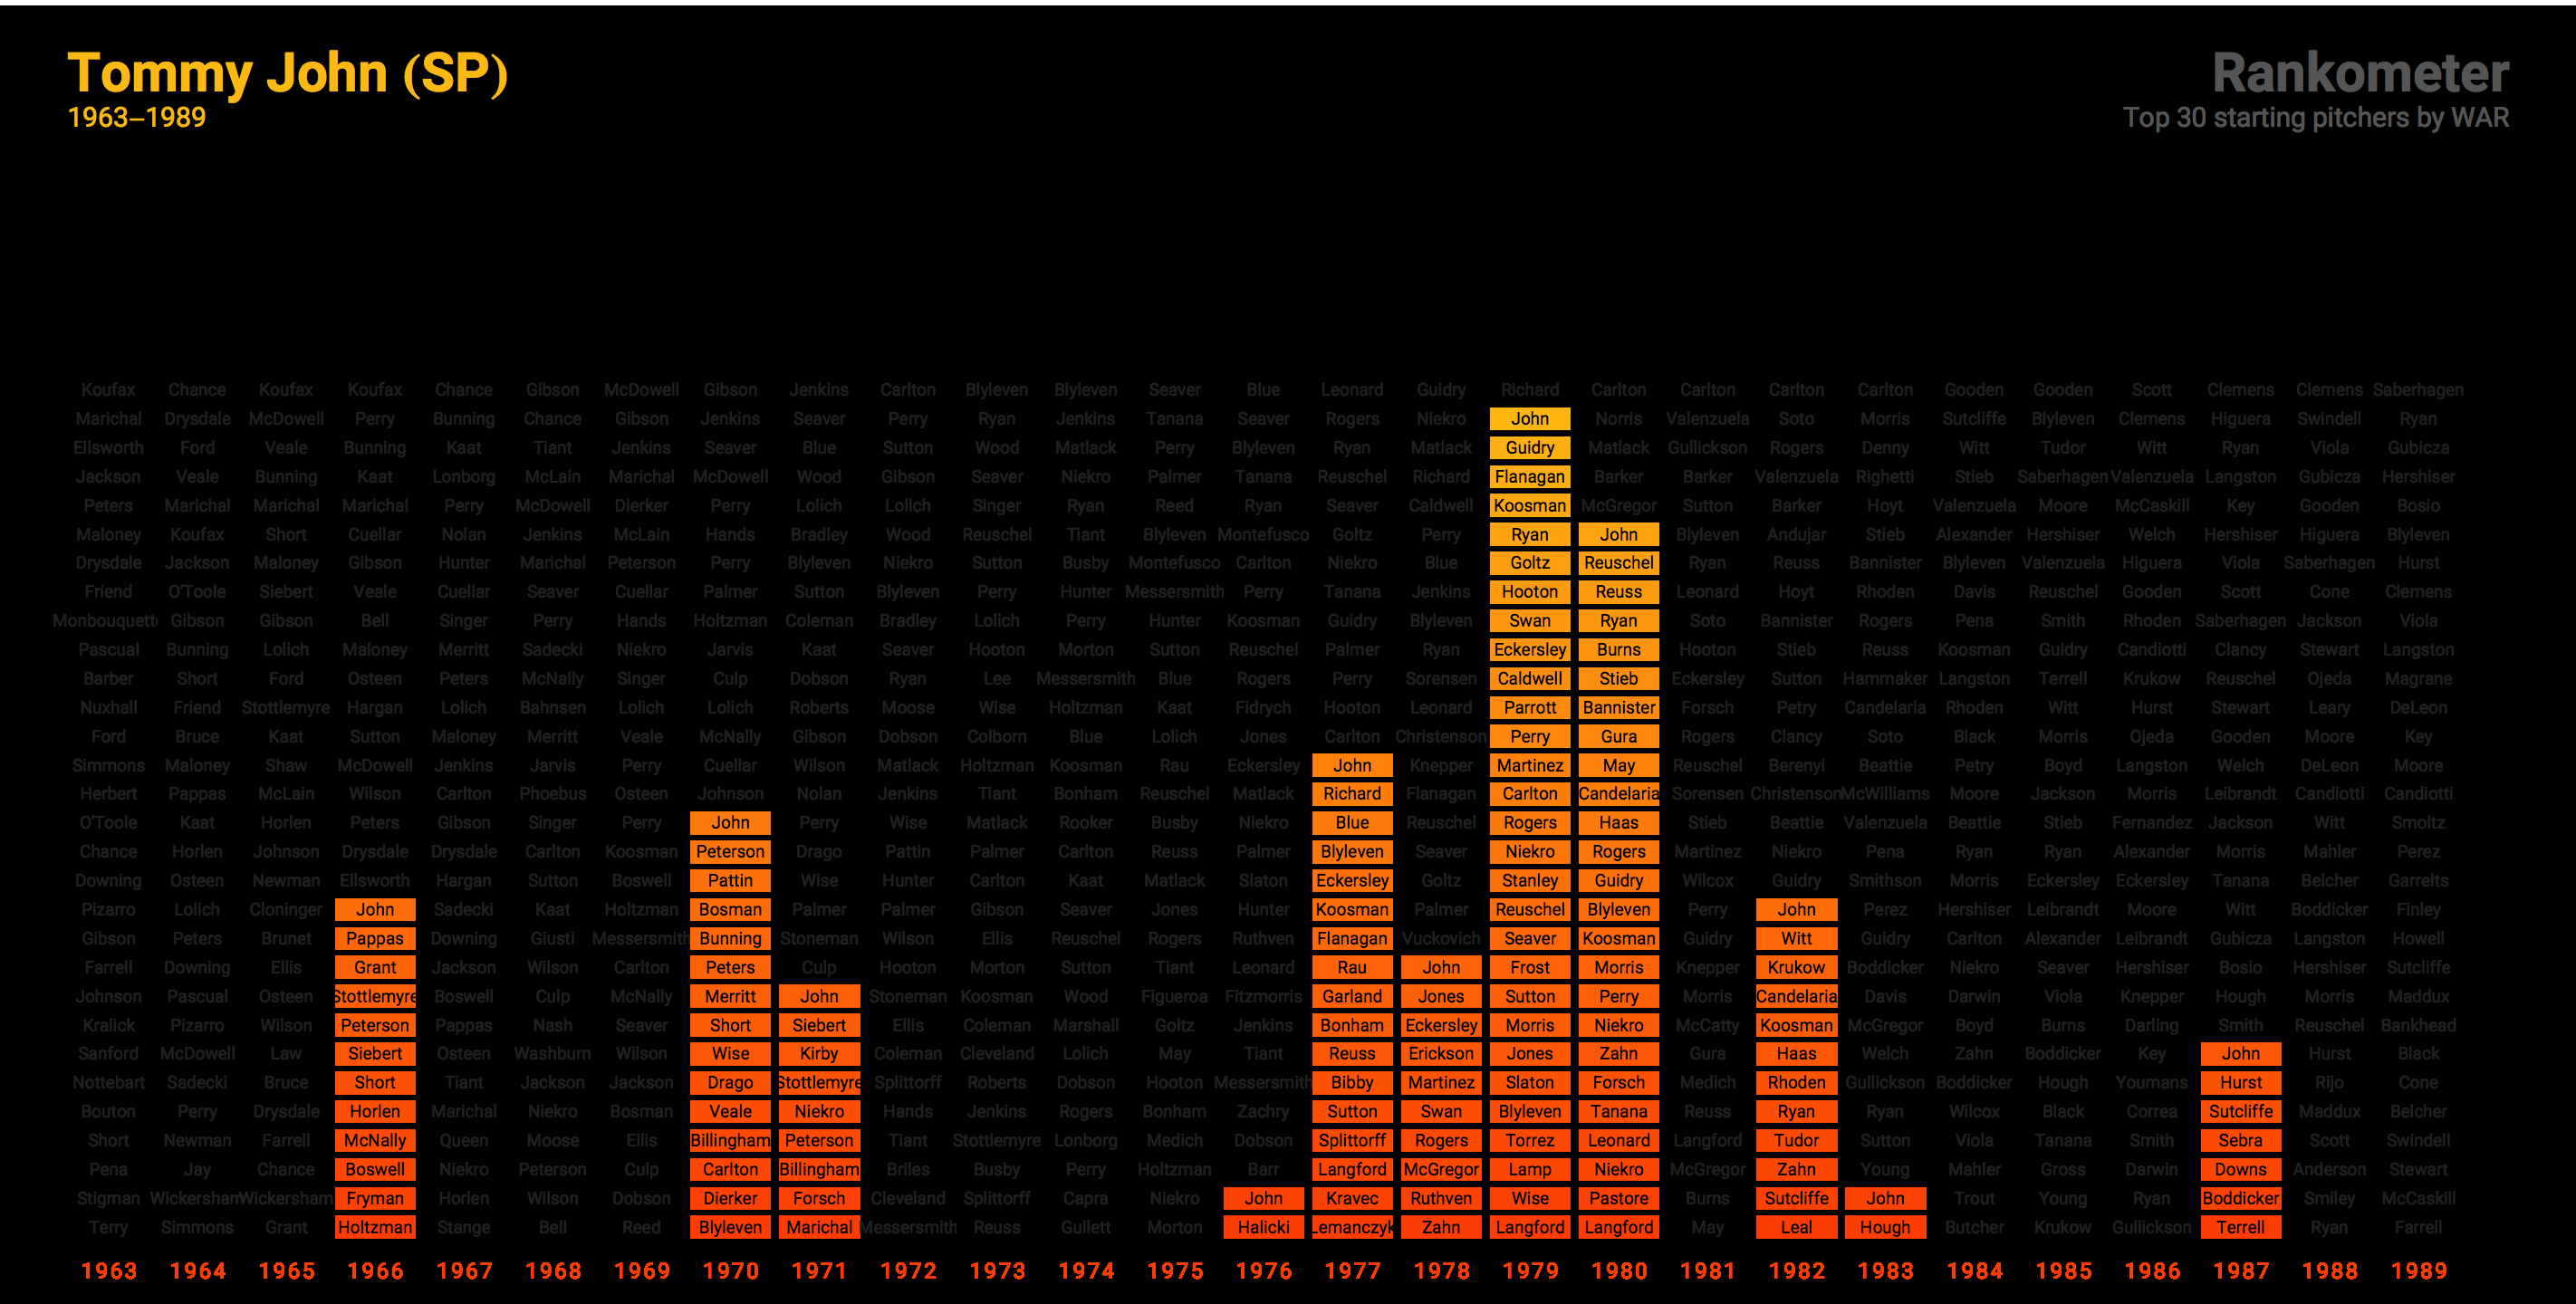 Tommy John (SP)
1963–1989
Rankometer
Top 30 starting pitchers by WAR
Koufax Chance Koufax Koufax Chance Gibson McDowell Gibson Jenkins Carlton Blyleven Blyleven Seaver Blue Leonard Guidry Richard Carlton Carlton Carlton Carlton Gooden Gooden Scott Clemens Clemens Saberhagen
Marichal Drysdale McDowell Perry Bunning Chance Gibson Jenkins Seaver Perry Ryan Jenkins Tanana Seaver Rogers Niekro John Norris Valenzuela Soto Morris Sutcliffe Blyleven Clemens Higuera Swindell Ryan
Ellsworth Ford Veale Bunning Kaat Tiant Jenkins Seaver Blue Sutton Wood Matlack Perry Blyleven Ryan Matlack Guidry Matlack Gullickson Rogers Denny Witt Tudor Witt Ryan Viola Gubicza
Jackson Veale Bunning Kaat Lonborg McLain Marichal McDowell Wood Gibson Seaver Niekro Palmer Tanana Reuschel Richard Flanagan Barker Barker Valenzuela Righetti Stieb Saberhagen Valenzuela Langston Gubicza Hershiser
Peters Marichal Marichal Marichal Perry McDowell Dierker Perry Lolich Lolich Singer Ryan Reed Ryan Seaver Caldwell Koosman McGregor Sutton Barker Hoyt Valenzuela Moore McCaskill Key Gooden Bosio
Maloney Koufax Short Cuellar Nolan Jenkins McLain Hands Bradley Wood Reuschel Tiant Blyleven Montefusco Goltz Perry Ryan John Blyleven Andujar Stieb Alexander Hershiser Welch Hershiser Higuera Blyleven
Drysdale Jackson Maloney Gibson Hunter Marichal Peterson Perry Blyleven Niekro Sutton Busby Montefusco Carlton Niekro Blue Goltz Reuschel Ryan Reuss Bannister Blyleven Valenzuela Higuera Viola Saberhagen Hurst
Friend O'Toole Siebert Veale Cuellar Seaver Cuellar Palmer Sutton Blyleven Perry Hunter Messersmith Perry Tanana Jenkins Hooton Reuss Leonard Hoyt Rhoden Davis Reuschel Gooden Scott Cone Clemens
Monbouquett Gibson Gibson Bell Singer Perry Hands Holtzman Coleman Bradley Lolich Perry Hunter Koosman Guidry Blyleven Swan Ryan Soto Bannister Rogers Pena Smith Rhoden Saberhagen Jackson Viola
Pascual Bunning Lolich Maloney Merritt Sadecki Niekro Jarvis Kaat Seaver Hooton Morton Sutton Reuschel Palmer Ryan Eckersley Burns Hooton Stieb Reuss Koosman Guidry Candiotti Clancy Stewart Langston
Barber Short Ford Osteen Peters McNally Singer Culp Dobson Ryan Lee Messersmith Blue Rogers Perry Sorensen Caldwell Stieb Eckersley Sutton Hammaker Langston Terrell Krukow Reuschel Ojeda Magrane
Nuxhall Friend Stottlemyre Hargan Lolich Bahnsen Lolich Lolich Roberts Moose Wise Holtzman Kaat Fidrych Hooton Leonard Parrott Bannister Forsch Petry Candelaria Rhoden Witt Hurst Stewart Leary DeLeon
Ford Bruce Kaat Sutton Maloney Merritt Veale McNally Gibson Dobson Colborn Blue Lolich Jones Carlton Christenson Perry Gura Rogers Clancy Soto Black Morris Ojeda Gooden Moore Key
Simmons Maloney Shaw McDowell Jenkins Jarvis Perry Cuellar Wilson Matlack Holtzman Koosman Rau Eckersley John Knepper Martinez May Reuschel Berenyi Beattie Petry Boyd Langston Welch DeLeon Moore
Herbert Pappas McLain Wilson Carlton Phoebus Osteen Johnson Nolan Jenkins Tiant Bonham Reuschel Matlack Richard Flanagan Carlton Candelaria Sorensen Christenson McWilliams Moore Jackson Morris Leibrandt Candiotti Candiotti
O'Toole Kaat Horlen Peters Gibson Singer Perry John Perry Wise Matlack Rooker Busby Niekro Blue Reuschel Rogers Haas Stieb Beattie Valenzuela Beattie Stieb Fernandez Jackson Witt Smoltz
Chance Horlen Johnson Drysdale Drysdale Carlton Koosman Peterson Drago Pattin Palmer Carlton Reuss Palmer Blyleven Seaver Niekro Rogers Martinez Niekro Pena Ryan Ryan Alexander Morris Mahler Perez
Downing Osteen Newman Ellsworth Hargan Sutton Boswell Pattin Wise Hunter Carlton Kaat Matlack Slaton Eckersley Goltz Stanley Guidry Wilcox Guidry Smithson Morris Eckersley Eckersley Tanana Belcher Garrelts
Pizarro Lolich Cloninger John Sadecki Kaat Holtzman Bosman Palmer Palmer Gibson Seaver Jones Hunter Koosman Palmer Reuschel Blyleven Perry John Perez Hershiser Leibrandt Moore Witt Boddicker Finley
Gibson Peters Brunet Pappas Downing Giusti Messersmith Bunning Stoneman Wilson Ellis Reuschel Rogers Ruthven Flanagan Vuckovich Seaver Koosman Guidry Witt Guidry Carlton Alexander Leibrandt Gubicza Langston Howell
Farrell Downing Ellis Grant Jackson Wilson Carlton Peters Culp Hooton Morton Sutton Tiant Leonard Rau John Frost Morris Knepper Krukow Boddicker Niekro Seaver Hershiser Bosio Hershiser Sutcliffe
Johnson Pascual Osteen Stottlemyre Boswell Culp McNally Merritt John Stoneman Koosman Wood Figueroa Fitzmorris Garland Jones Sutton Perry Morris Candelaria Davis Darwin Viola Knepper Hough Morris Maddux
Kralick Pizarro Wilson Peterson Pappas Nash Seaver Short Siebert Ellis Coleman Marshall Goltz Jenkins Bonham Eckersley Morris Niekro McCatty Koosman McGregor Boyd Burns Darling Smith Reuschel Bankhead
Sanford McDowell Law Siebert Osteen Washburn Wilson Wise Kirby Coleman Cleveland Lolich May Tiant Reuss Erickson Jones Zahn Gura Haas Welch Zahn Boddicker Key John Hurst Black
Nottebart Sadecki Bruce Short Tiant Jackson Jackson Drago Stottlemyre Splittorff Roberts Dobson Hooton Messersmith Bibby Martinez Slaton Forsch Medich Rhoden Gullickson Boddicker Hough Youmans Hurst Rijo Cone
Bouton Perry Drysdale Horlen Marichal Niekro Bosman Veale Niekro Hands Jenkins Rogers Bonham Zachry Sutton Swan Blyleven Tanana Reuss Ryan Ryan Wilcox Black Correa Sutcliffe Maddux Belcher
Short Newman Farrell McNally Queen Moose Ellis Billingham Peterson Tiant Stottlemyre Lonborg Medich Dobson Splittorff Rogers Torrez Leonard Langford Tudor Sutton Viola Tanana Smith Sebra Scott Swindell
Pena Jay Chance Boswell Niekro Peterson Culp Carlton Billingham Briles Busby Perry Holtzman Barr Langford McGregor Lamp Niekro McGregor Zahn Young Mahler Gross Darwin Downs Anderson Stewart
Stigman Wickersham Wickersham Fryman Horlen Wilson Dobson Dierker Forsch Cleveland Splittorff Capra Niekro John Kravec Ruthven Wise Pastore Burns Sutcliffe John Trout Young Ryan Boddicker Smiley McCaskill
Terry Simmons Grant Holtzman Stange Bell Reed Blyleven Marichal Messersmith Reuss Gullett Morton Halicki Lemanczyk Zahn Langford Langford May Leal Hough Butcher Krukow Gullickson Terrell Ryan Farrell
1963 1964 1965 1966 1967 1968 1969 1970 1971 1972 1973 1974 1975 1976 1977 1978 1979 1980 1981 1982 1983 1984 1985 1986 1987 1988 1989